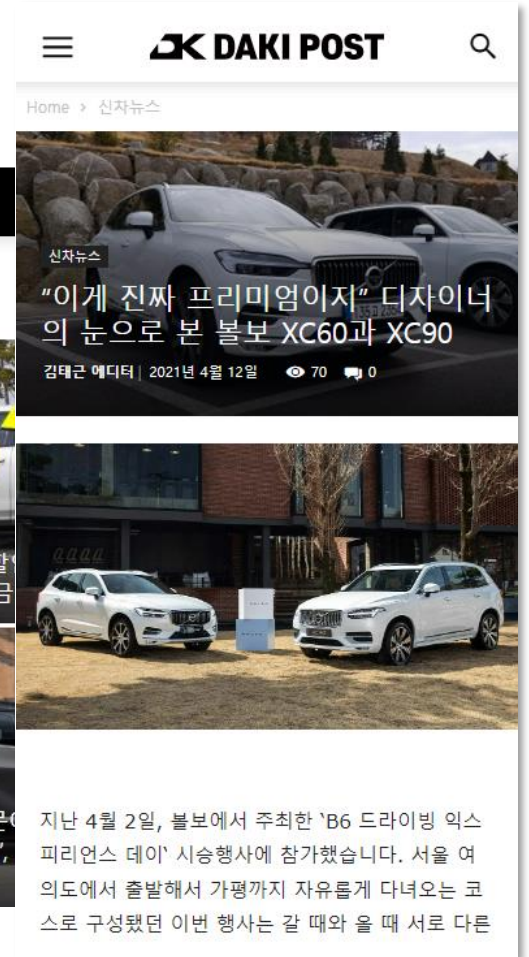 DAKI POST
Home › 신차뉴스
신차뉴스
“이게 진짜 프리미엄이지” 디자이너
의 눈으로 본 볼보 XC60과 XC90
김태근 에디터 | 2021년 4월 12일 70 0
지난 4월 2일, 볼보에서 주최한 ‘B6 드라이빙 익스
피리언스 데이‘ 시승행사에 참가했습니다. 서울 여
의도에서 출발해서 가평까지 자유롭게 다녀오는 코
스로 구성됐던 이번 행사는 갈 때와 올 때 서로 다른